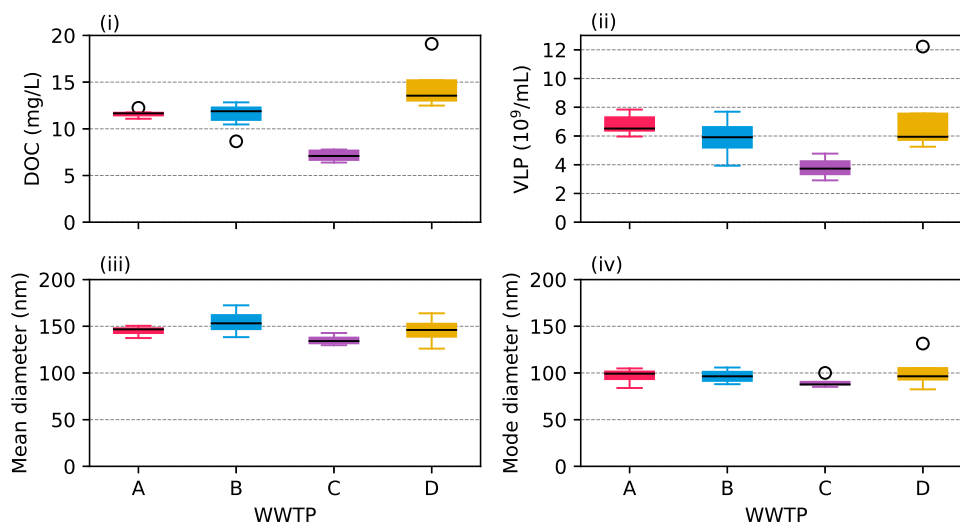 (i)
DOC (mg/L)
20
15
10
5
0
(ii)
VLP (10⁹/mL)
12
10
8
6
4
2
0
(iii)
Mean diameter (nm)
200
150
100
50
0
A B C D
WWTP
(iv)
Mode diameter (nm)
200
150
100
50
0
A B C D
WWTP